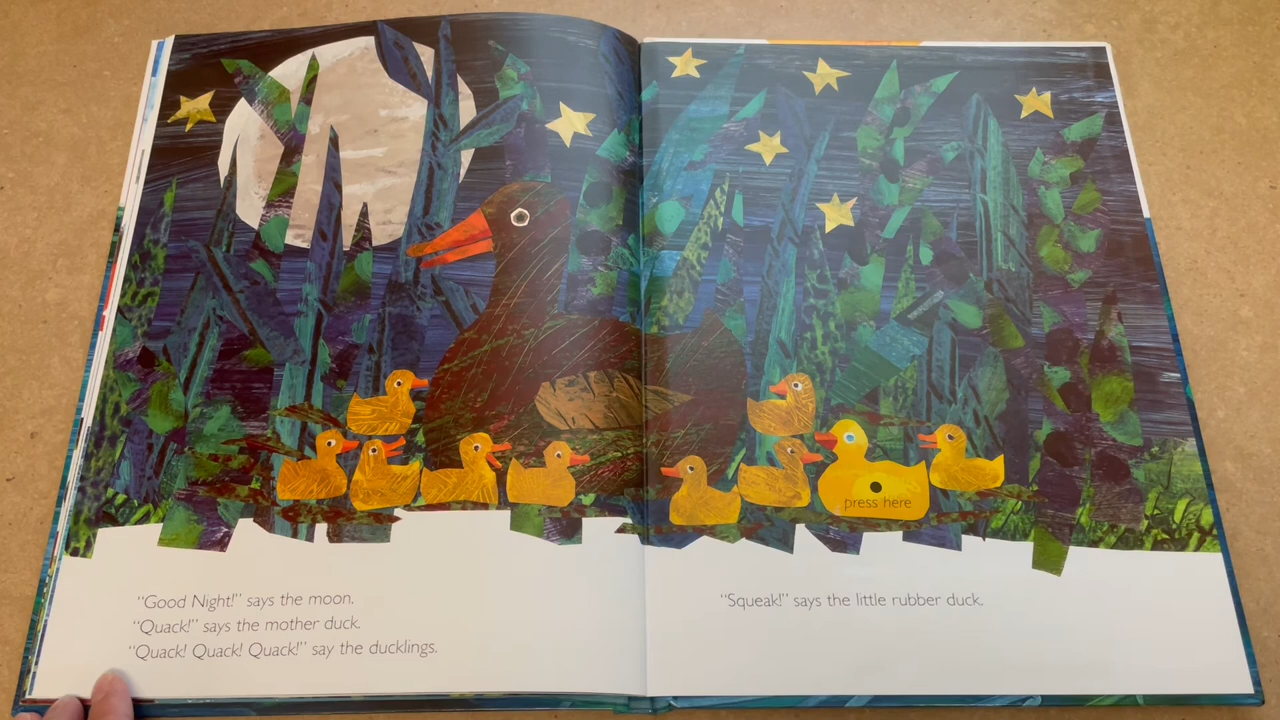 press here
“Good Night!” says the moon.
“Quack!” says the mother duck.
“Quack! Quack! Quack!” say the ducklings.
“Squeak!” says the little rubber duck.